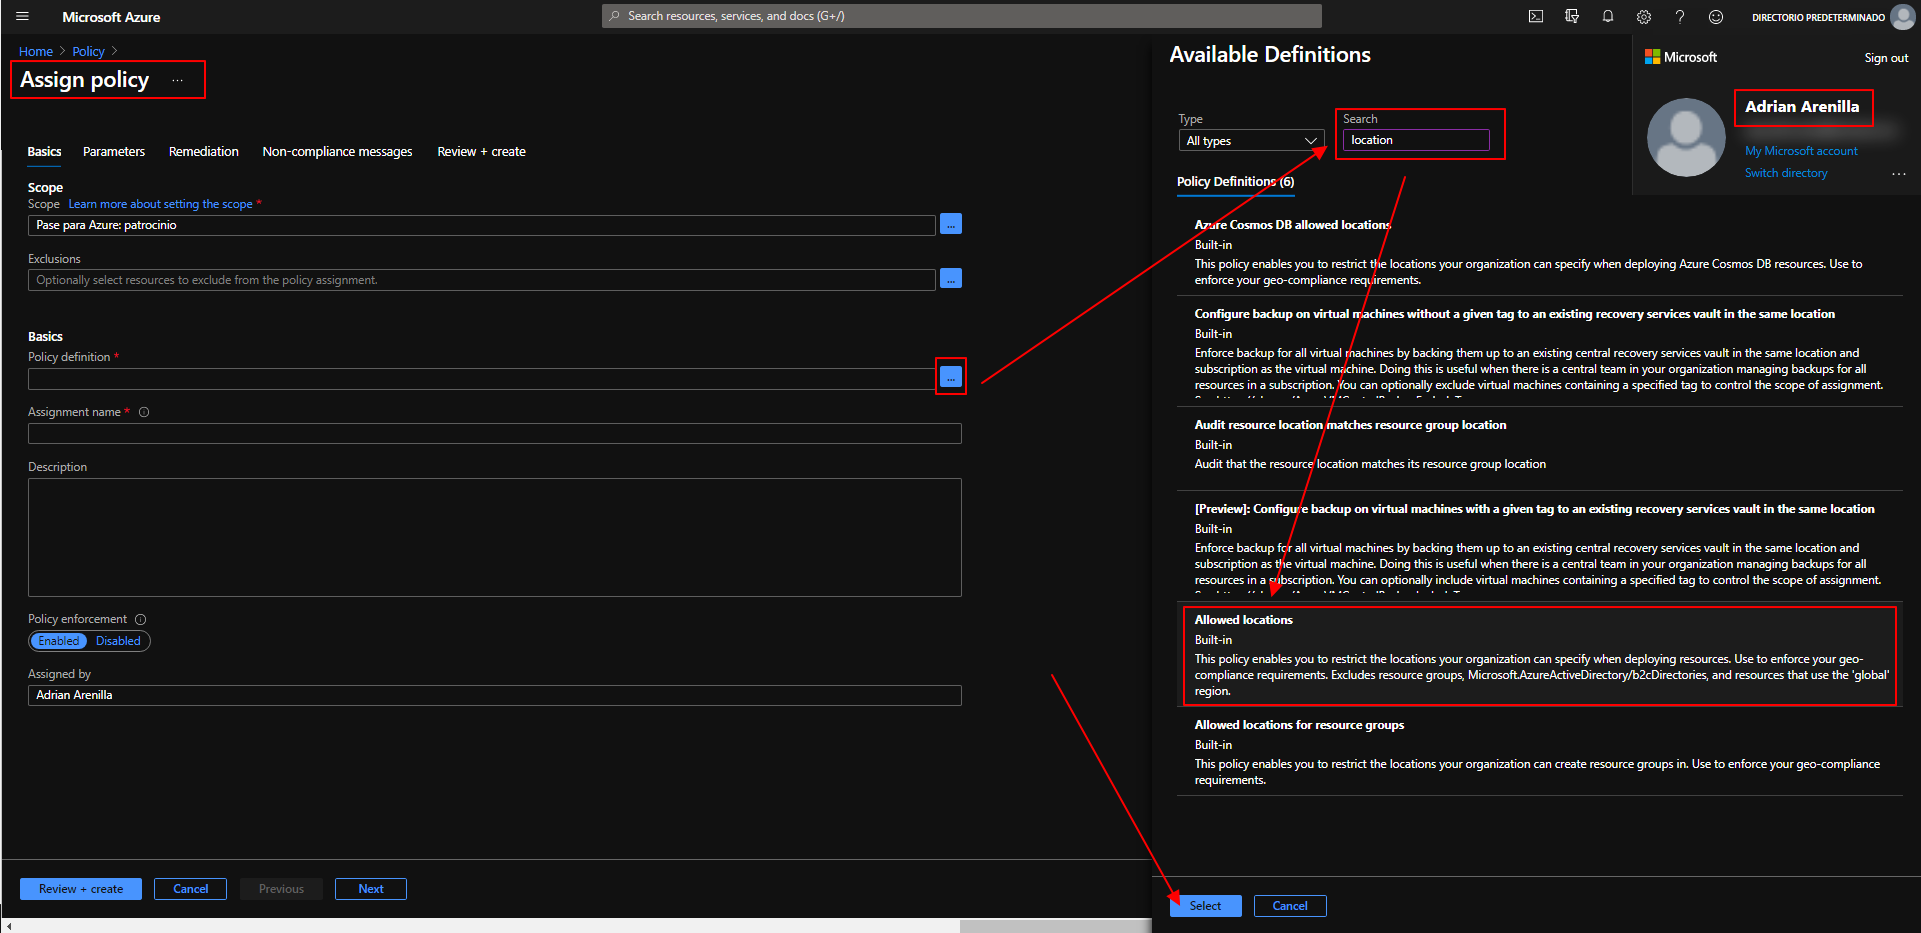 Microsoft Azure
Search resources, services, and docs (G+/)
DIRECTORIO PREDETERMINADO
Home > Policy >
Assign policy ...
Basics Parameters Remediation Non-compliance messages Review + create
Scope
Scope Learn more about setting the scope *
Pase para Azure: patrocinio
...
Exclusions
Optionally select resources to exclude from the policy assignment.
...
Basics
Policy definition *
...
Assignment name *
Description
Policy enforcement
Enabled Disabled
Assigned by
Adrian Arenilla
Review + create Cancel Previous Next
Available Definitions
Type
All types
Search
location
Policy Definitions (6)
Azure Cosmos DB allowed locations
Built-in
This policy enables you to restrict the locations your organization can specify when deploying Azure Cosmos DB resources. Use to
enforce your geo-compliance requirements.
Configure backup on virtual machines without a given tag to an existing recovery services vault in the same location
Built-in
Enforce backup for all virtual machines by backing them up to an existing central recovery services vault in the same location and
subscription as the virtual machine. Doing this is useful when there is a central team in your organization managing backups for all
resources in a subscription. You can optionally exclude virtual machines containing a specified tag to control the scope of assignment.
Audit resource location matches resource group location
Built-in
Audit that the resource location matches its resource group location
[Preview]: Configure backup on virtual machines with a given tag to an existing recovery services vault in the same location
Built-in
Enforce backup for all virtual machines by backing them up to an existing central recovery services vault in the same location and
subscription as the virtual machine. Doing this is useful when there is a central team in your organization managing backups for all
resources in a subscription. You can optionally include virtual machines containing a specified tag to control the scope of assignment.
Allowed locations
Built-in
This policy enables you to restrict the locations your organization can specify when deploying resources. Use to enforce your geo-
compliance requirements. Excludes resource groups, Microsoft.AzureActiveDirectory/b2cDirectories, and resources that use the 'global'
region.
Allowed locations for resource groups
Built-in
This policy enables you to restrict the locations your organization can create resource groups in. Use to enforce your geo-compliance
requirements.
Select Cancel
Microsoft
Sign out
Adrian Arenilla
My Microsoft account
Switch directory
...